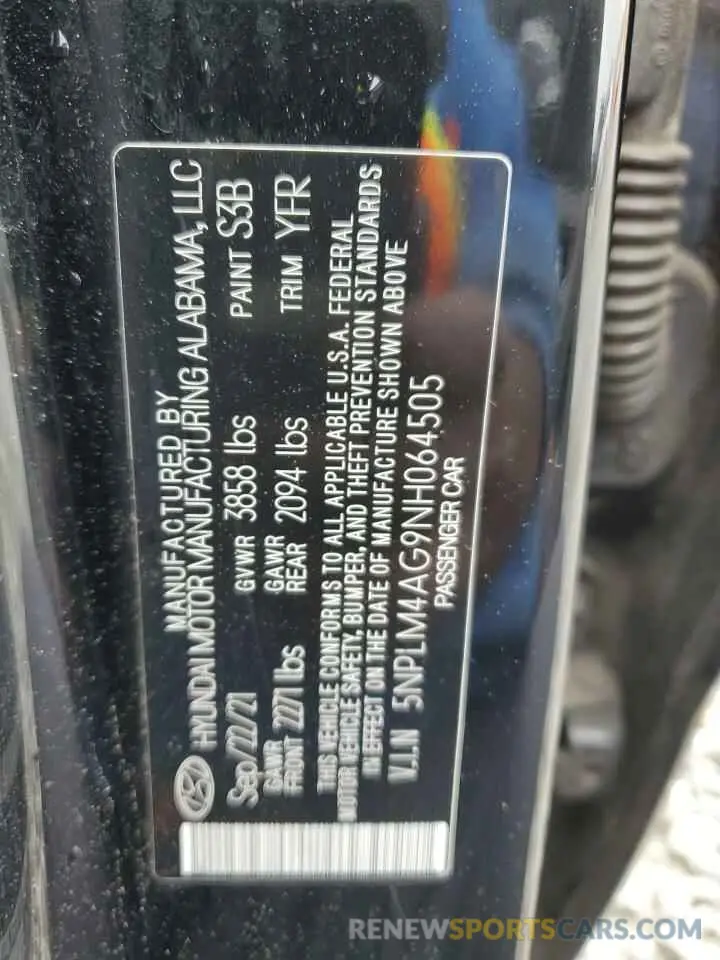 MANUFACTURED BY
HYUNDAI MOTOR MANUFACTURING ALABAMA, LLC
Sep/22/21 GVWR 3858 lbs PAINT S3B
GAWR FRONT 2271 lbs GAWR REAR 2094 lbs TRIM YFR
THIS VEHICLE CONFORMS TO ALL APPLICABLE U.S.A. FEDERAL
MOTOR VEHICLE SAFETY, BUMPER, AND THEFT PREVENTION STANDARDS
IN EFFECT ON THE DATE OF MANUFACTURE SHOWN ABOVE
V.I.N 5NPLM4AG9NH064505
PASSENGER CAR
RENEWSPORTSCARS.COM